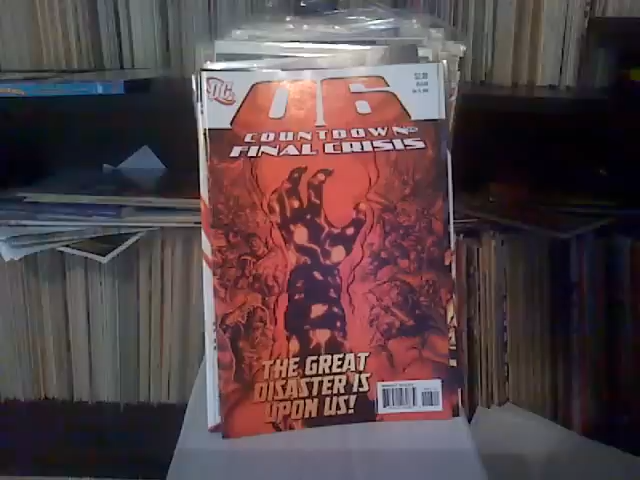 DC
06
COUNTDOWN TO
FINAL CRISIS
THE GREAT
DISASTER IS
UPON US!